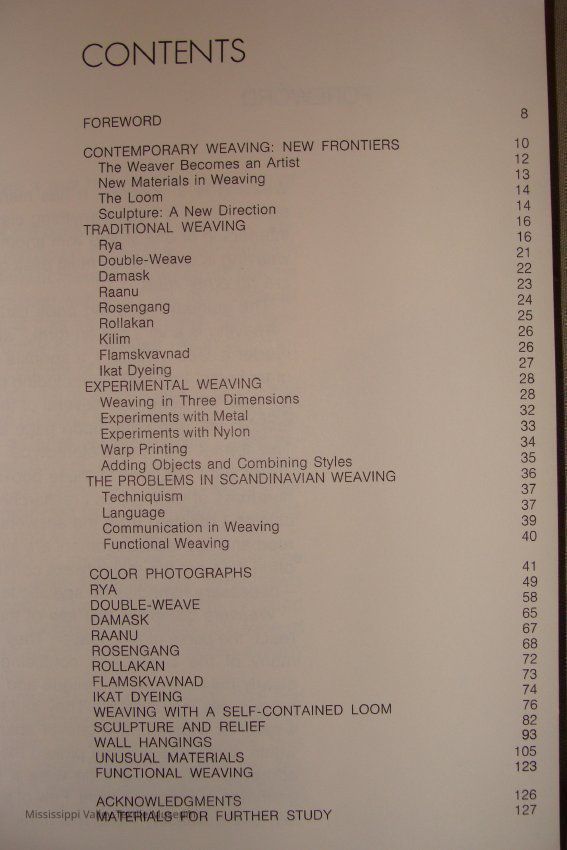 CONTENTS
FOREWORD 8
CONTEMPORARY WEAVING: NEW FRONTIERS 10
The Weaver Becomes an Artist 12
New Materials in Weaving 13
The Loom 14
Sculpture: A New Direction 14
TRADITIONAL WEAVING 16
Rya 16
Double-Weave 21
Damask 22
Raanu 23
Rosengang 24
Rollakan 25
Kilim 26
Flamskvavnad 26
Ikat Dyeing 27
EXPERIMENTAL WEAVING 28
Weaving in Three Dimensions 28
Experiments with Metal 32
Experiments with Nylon 33
Warp Printing 34
Adding Objects and Combining Styles 35
THE PROBLEMS IN SCANDINAVIAN WEAVING 36
Techniquism 37
Language 37
Communication in Weaving 39
Functional Weaving 40
COLOR PHOTOGRAPHS 41
RYA 49
DOUBLE-WEAVE 58
DAMASK 65
RAANU 67
ROSENGANG 68
ROLLAKAN 72
FLAMSKVAVNAD 73
IKAT DYEING 74
WEAVING WITH A SELF-CONTAINED LOOM 76
SCULPTURE AND RELIEF 82
WALL HANGINGS 93
UNUSUAL MATERIALS 105
FUNCTIONAL WEAVING 123
ACKNOWLEDGMENTS 126
MATERIALS FOR FURTHER STUDY 127
Mississippi Museum